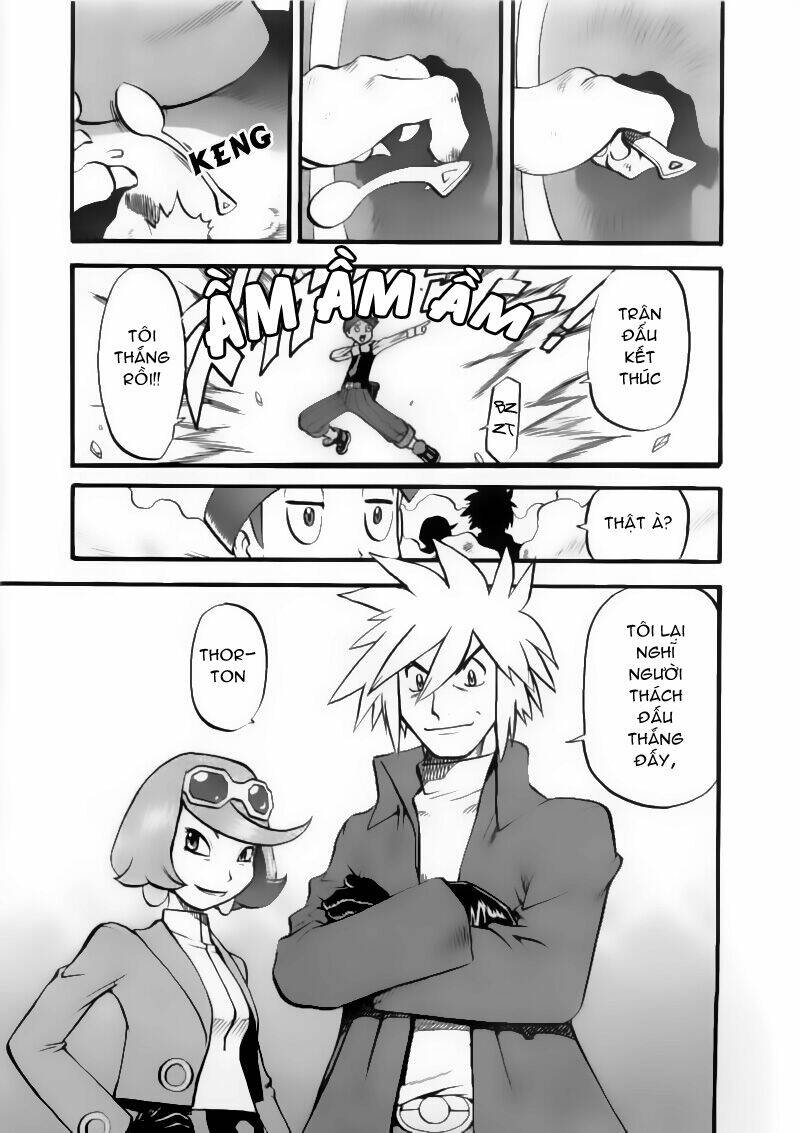 KENG
ẦM ẦM ẦM
TRÂN
ĐẤU
KẾT
THÚC
BZ
ZT
TÔI
THẮNG
RỒI!!
THẬT À?
TÔI LẠI
NGHĨ
NGƯỜI
THÁCH
ĐẤU
THẮNG
ĐẤY,
THOR-
TON